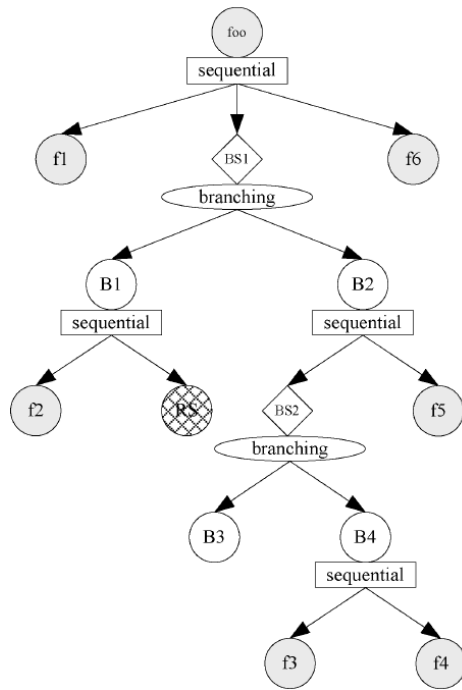 foo
sequential
f1
BS1
f6
branching
B1
B2
sequential
sequential
f2
RS
BS2
f5
branching
B3
B4
sequential
f3
f4